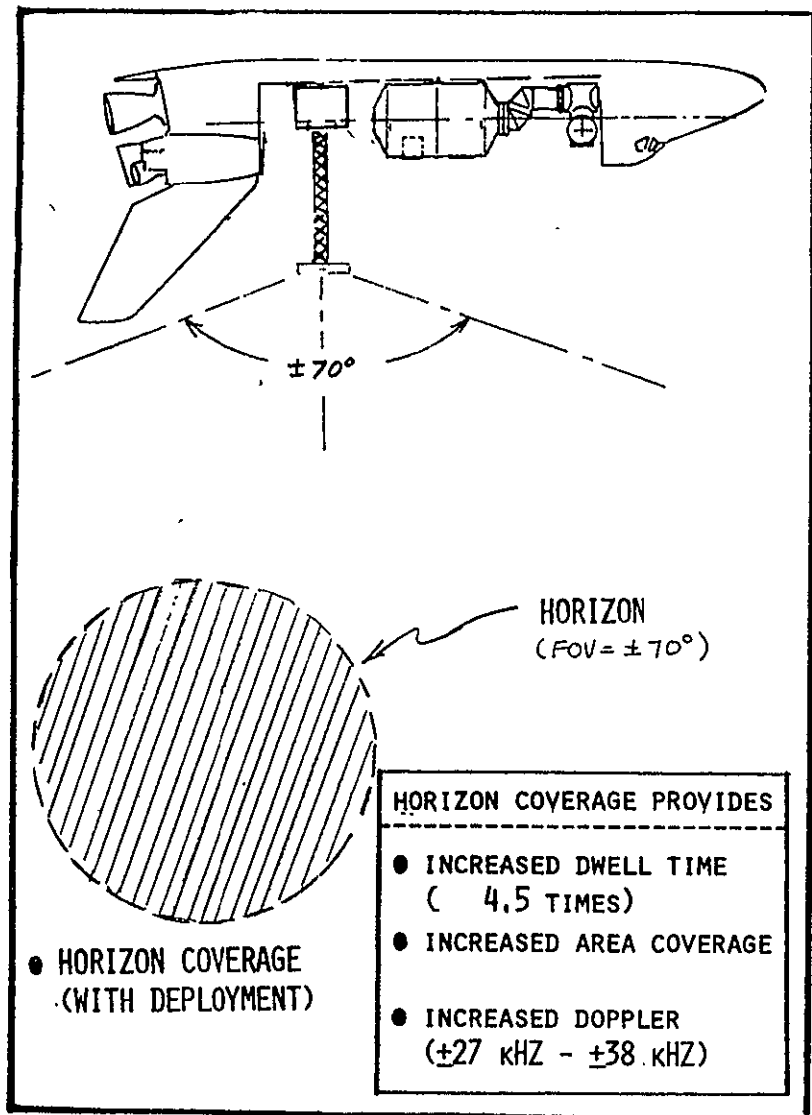 ±70°
HORIZON
(FOV= ±70°)
● HORIZON COVERAGE
(WITH DEPLOYMENT)
HORIZON COVERAGE PROVIDES
● INCREASED DWELL TIME
( 4.5 TIMES)
● INCREASED AREA COVERAGE
● INCREASED DOPPLER
(±27 KHZ - ±38 KHZ)